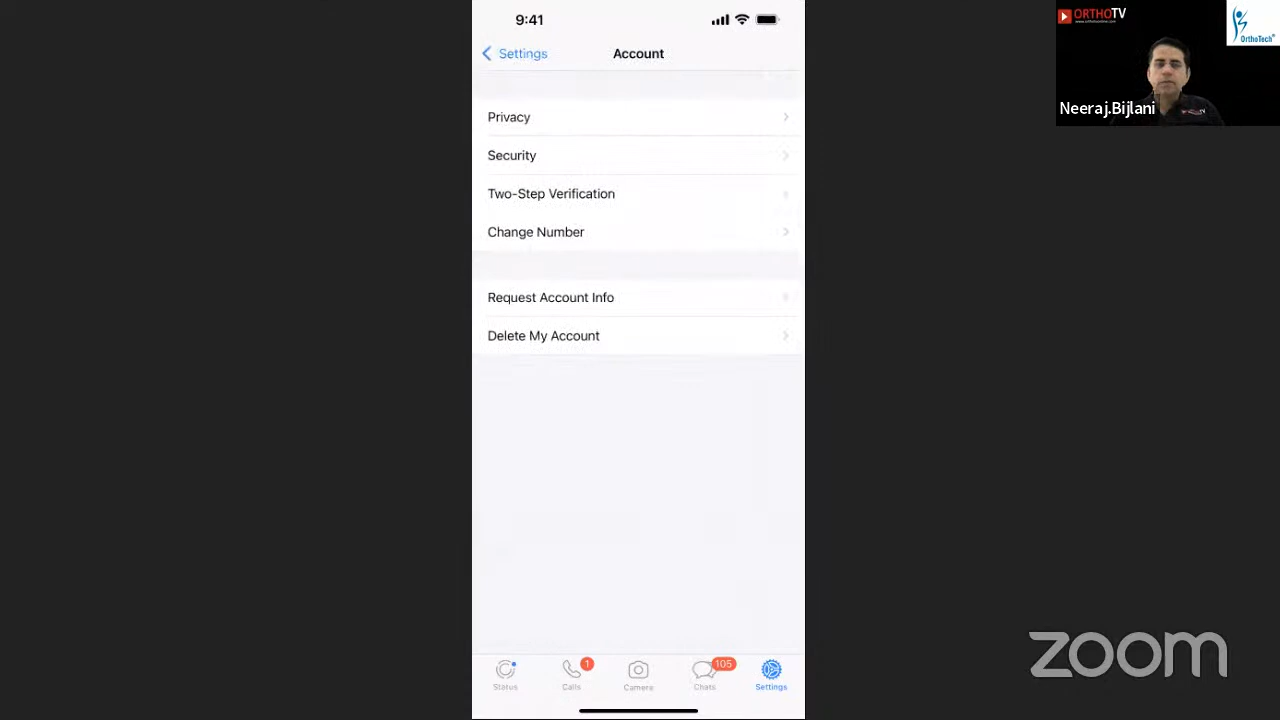 9:41
Settings
Account
Privacy
Security
Two-Step Verification
Change Number
Request Account Info
Delete My Account
Status
1
Calls
Camera
105
Chats
Settings
ORTHOTV
OrthoTech
Neeraj.Bijlani
zoom